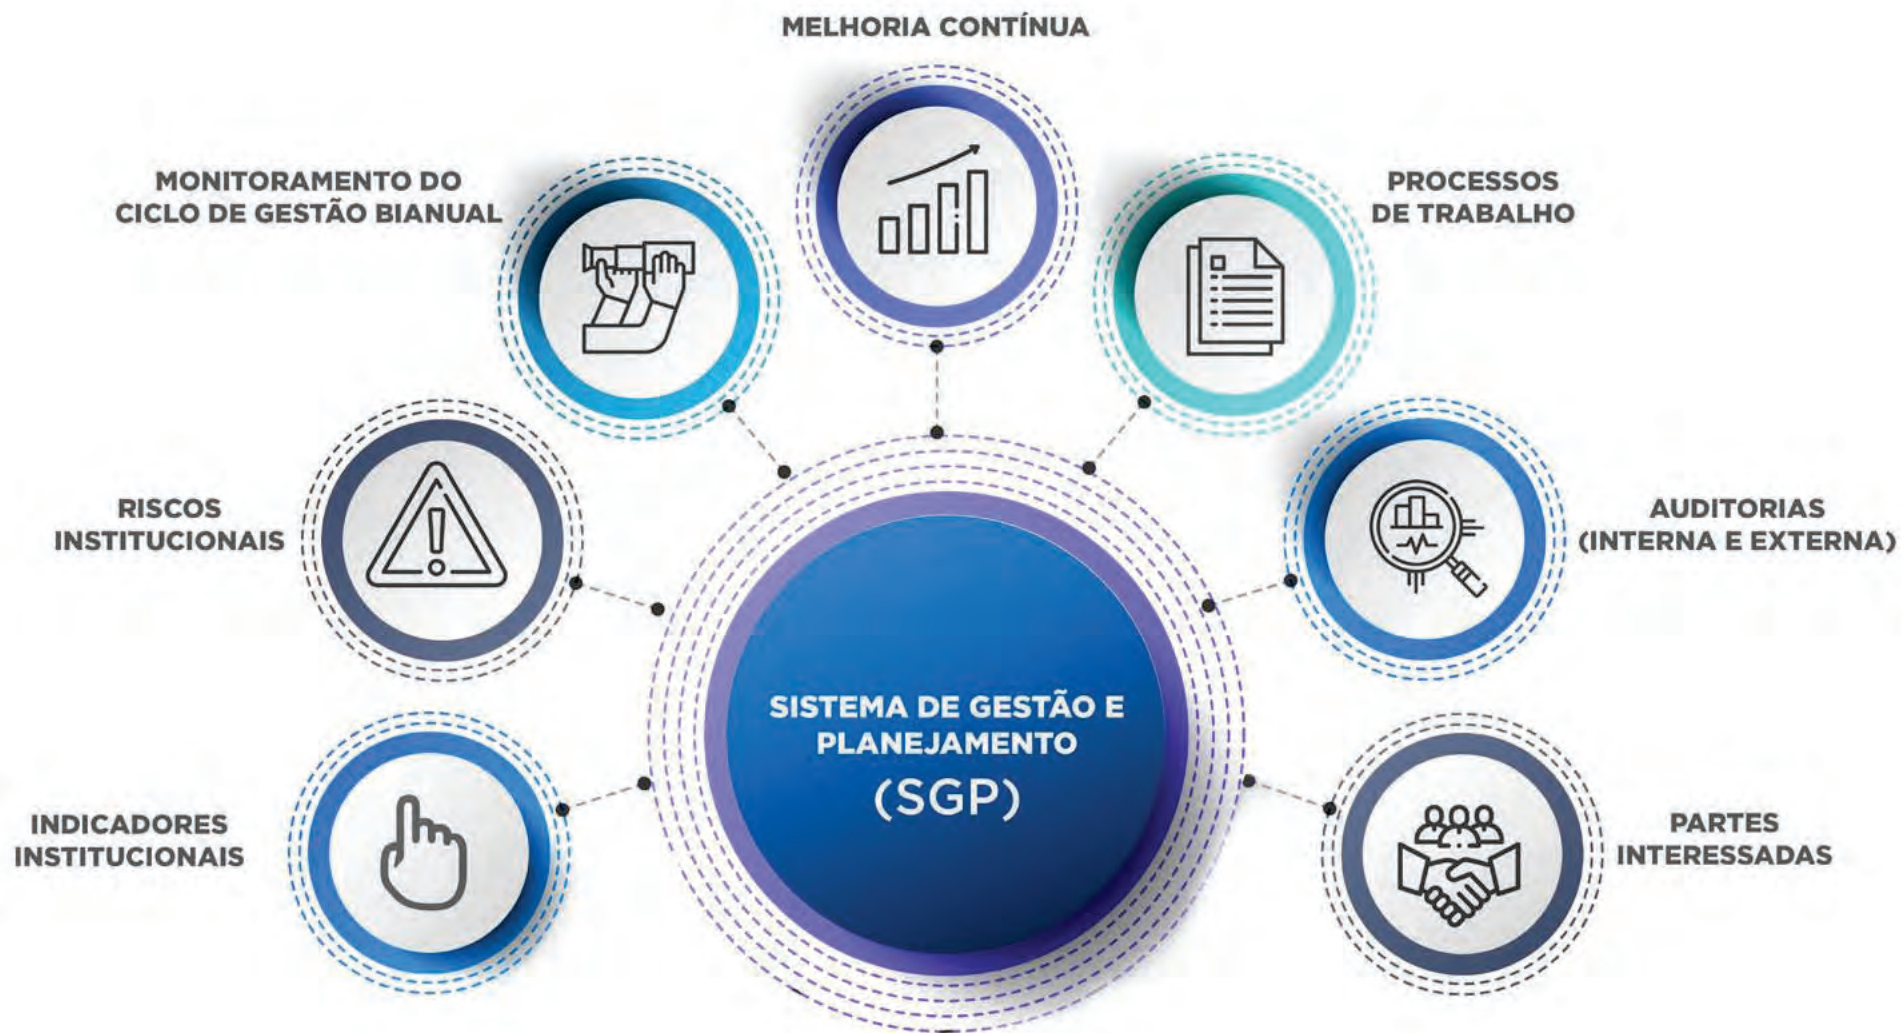 MELHORIA CONTÍNUA
MONITORAMENTO DO
CICLO DE GESTÃO BIANUAL
PROCESSOS
DE TRABALHO
RISCOS
INSTITUCIONAIS
AUDITORIAS
(INTERNA E EXTERNA)
SISTEMA DE GESTÃO E
PLANEJAMENTO
(SGP)
INDICADORES
INSTITUCIONAIS
PARTES
INTERESSADAS